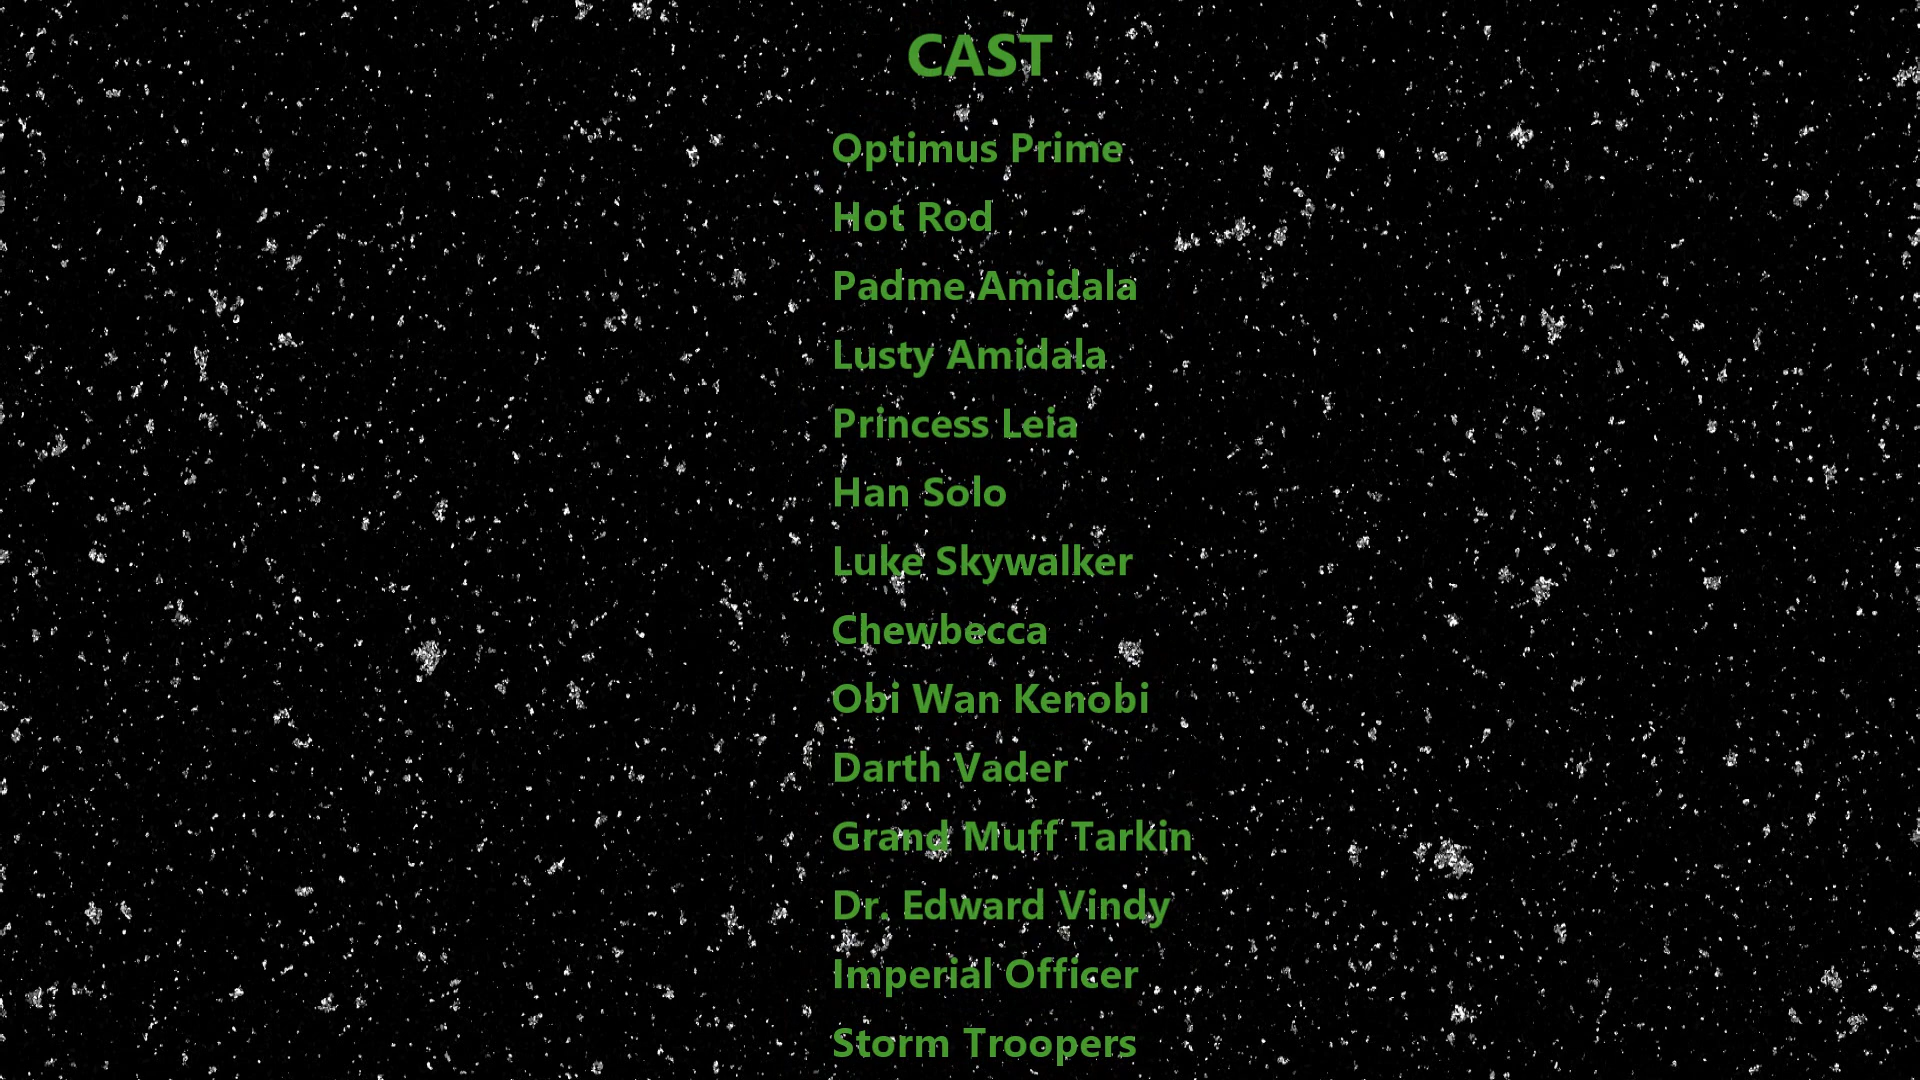 CAST
Optimus Prime
Hot Rod
Padme Amidala
Lusty Amidala
Princess Leia
Han Solo
Luke Skywalker
Chewbecca
Obi Wan Kenobi
Darth Vader
Grand Muff Tarkin
Dr. Edward Vindy
Imperial Officer
Storm Troopers